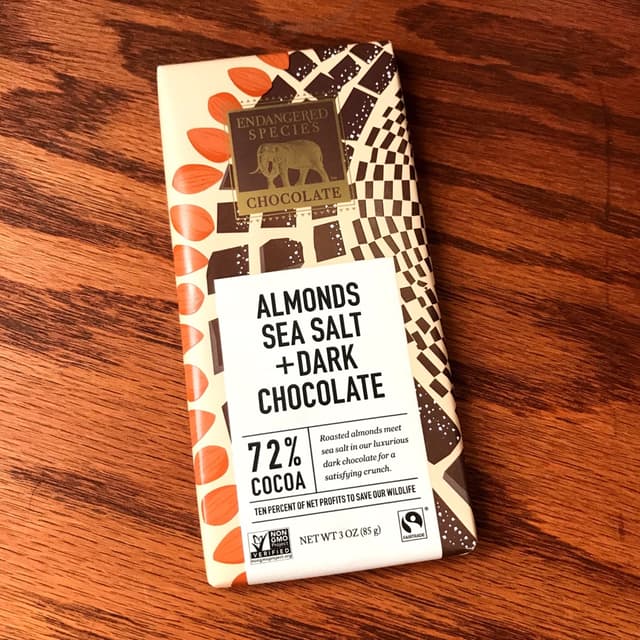 ENDANGERED
SPECIES
CHOCOLATE
ALMONDS
SEA SALT
+DARK
CHOCOLATE
72%
COCOA
Roasted almonds meet
sea salt in our luxurious
dark chocolate for a
satisfying crunch.
TEN PERCENT OF NET PROFITS TO SAVE OUR WILDLIFE
NON
GMO
Project
VERIFIED
nongmoproject.org
NET WT 3 OZ (85 g)
FAIRTRADE